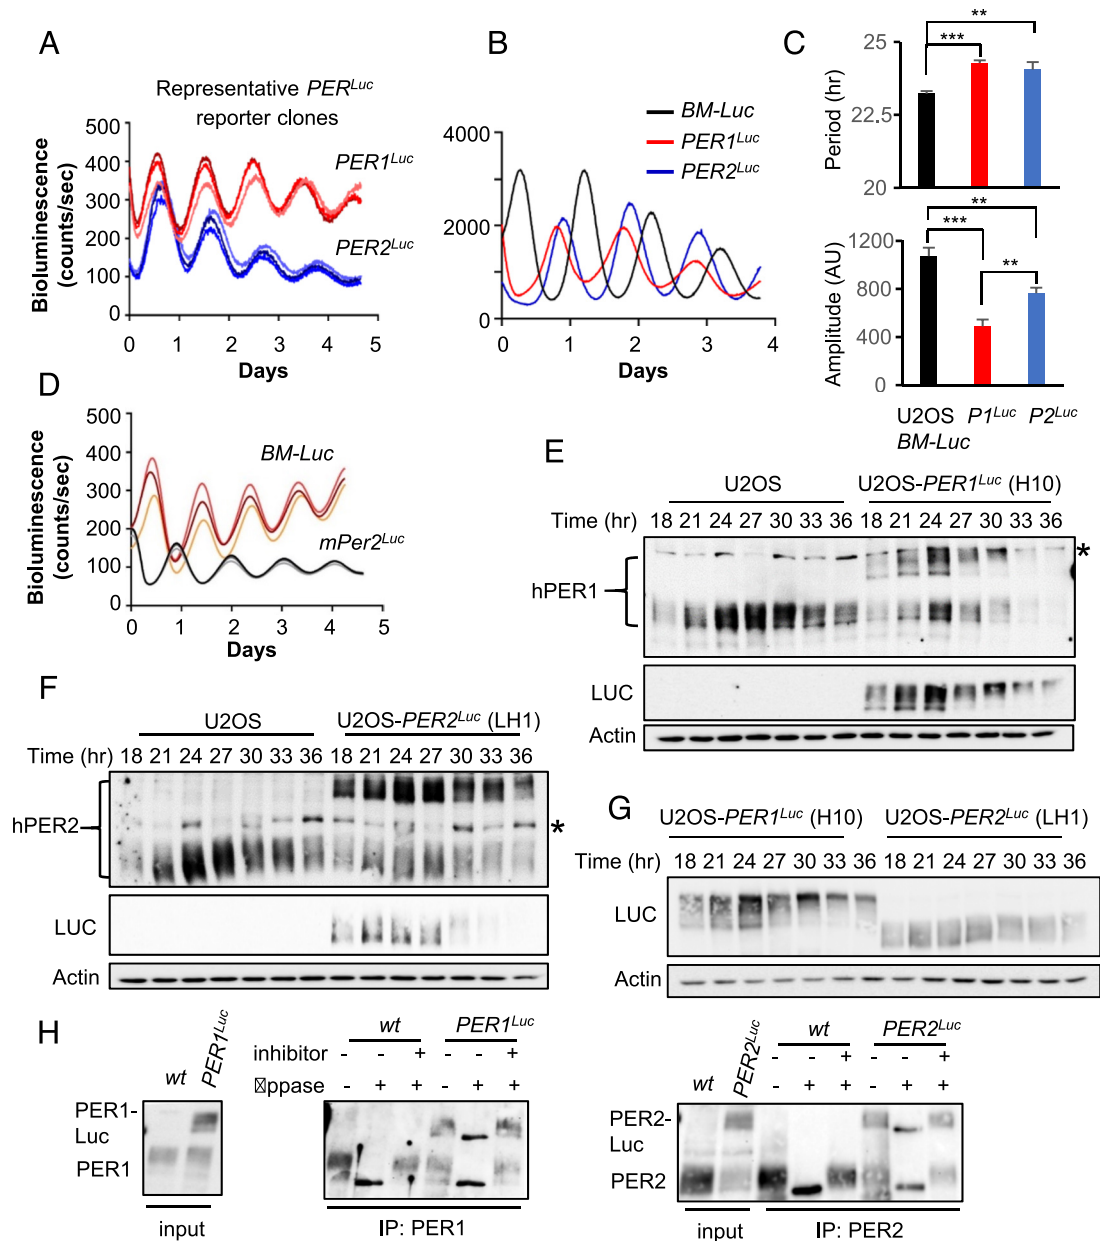 A
Representative PER^Luc
reporter clones
Bioluminescence
(counts/sec)
500
400
300
200
100
0
PER1^Luc
PER2^Luc
0 1 2 3 4 5
Days
B
4000
2000
0
BM-Luc
PER1^Luc
PER2^Luc
0 1 2 3 4
Days
C
Period (hr)
25
22.5
20
**
***
Amplitude (AU)
1200
800
400
0
**
***
**
U2OS P1^Luc P2^Luc
BM-Luc
D
Bioluminescence
(counts/sec)
500
400
300
200
100
0
BM-Luc
mPer2^Luc
0 1 2 3 4 5
Days
E
U2OS U2OS-PER1^Luc (H10)
Time (hr) 18 21 24 27 30 33 36 18 21 24 27 30 33 36
*
hPER1
LUC
Actin
F
U2OS U2OS-PER2^Luc (LH1)
Time (hr) 18 21 24 27 30 33 36 18 21 24 27 30 33 36
hPER2
*
LUC
Actin
G
U2OS-PER1^Luc (H10) U2OS-PER2^Luc (LH1)
Time (hr) 18 21 24 27 30 33 36 18 21 24 27 30 33 36
LUC
Actin
H
wt PER1^Luc
PER1-
Luc
PER1
input
wt PER1^Luc
inhibitor - - + - - +
□ppase - + + - + +
IP: PER1
wt PER2^Luc
PER2-
Luc
PER2
input
wt PER2^Luc
- - + - - +
- + + - + +
IP: PER2